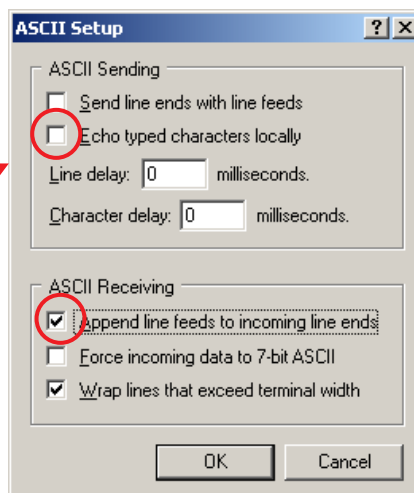 ASCII Setup
ASCII Sending
Send line ends with line feeds
Echo typed characters locally
Line delay: 0 milliseconds.
Character delay: 0 milliseconds.
ASCII Receiving
Append line feeds to incoming line ends
Force incoming data to 7-bit ASCII
Wrap lines that exceed terminal width
OK Cancel